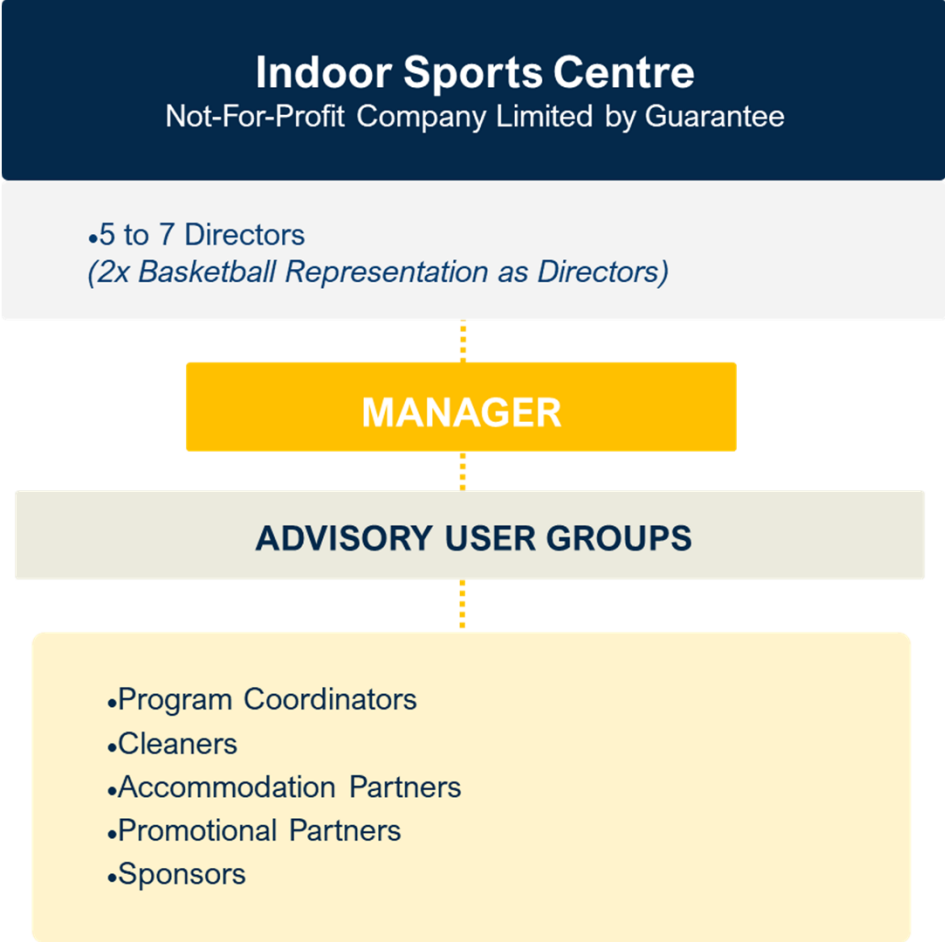 Indoor Sports Centre
Not-For-Profit Company Limited by Guarantee
•5 to 7 Directors
(2x Basketball Representation as Directors)
MANAGER
ADVISORY USER GROUPS
•Program Coordinators
•Cleaners
•Accommodation Partners
•Promotional Partners
•Sponsors